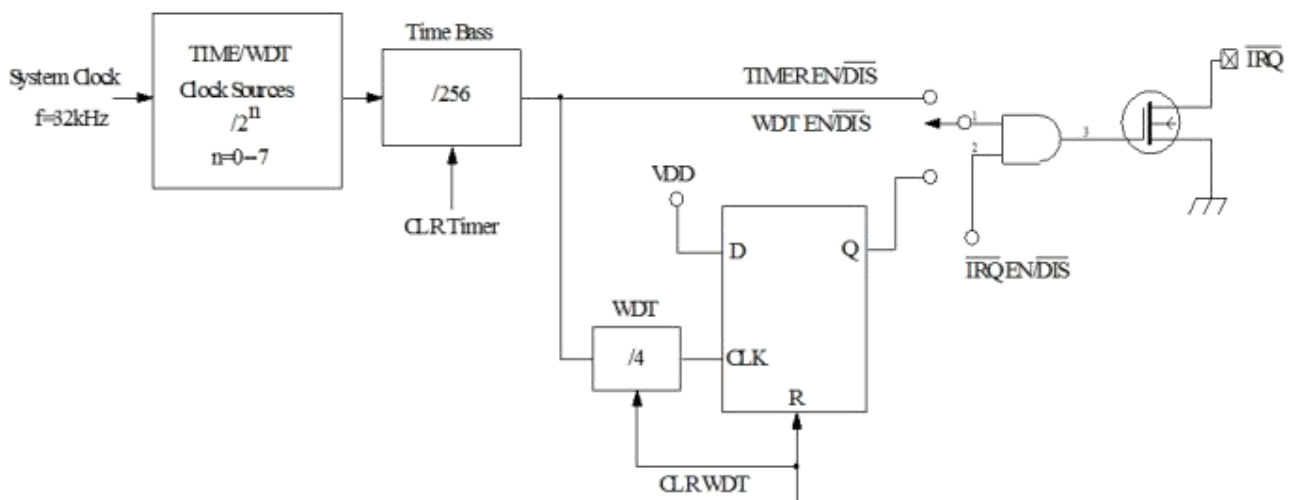 Time Bass
TIME/WDT
Clock Sources
/2ⁿ
n=0--7
System Clock
f=32kHz
/256
CLR Timer
TIMER EN/DIS
WDT EN/DIS
IRQ
1
2
3
VDD
IRQ EN/DIS
D
Q
WDT
/4
CLK
R
CLR WDT